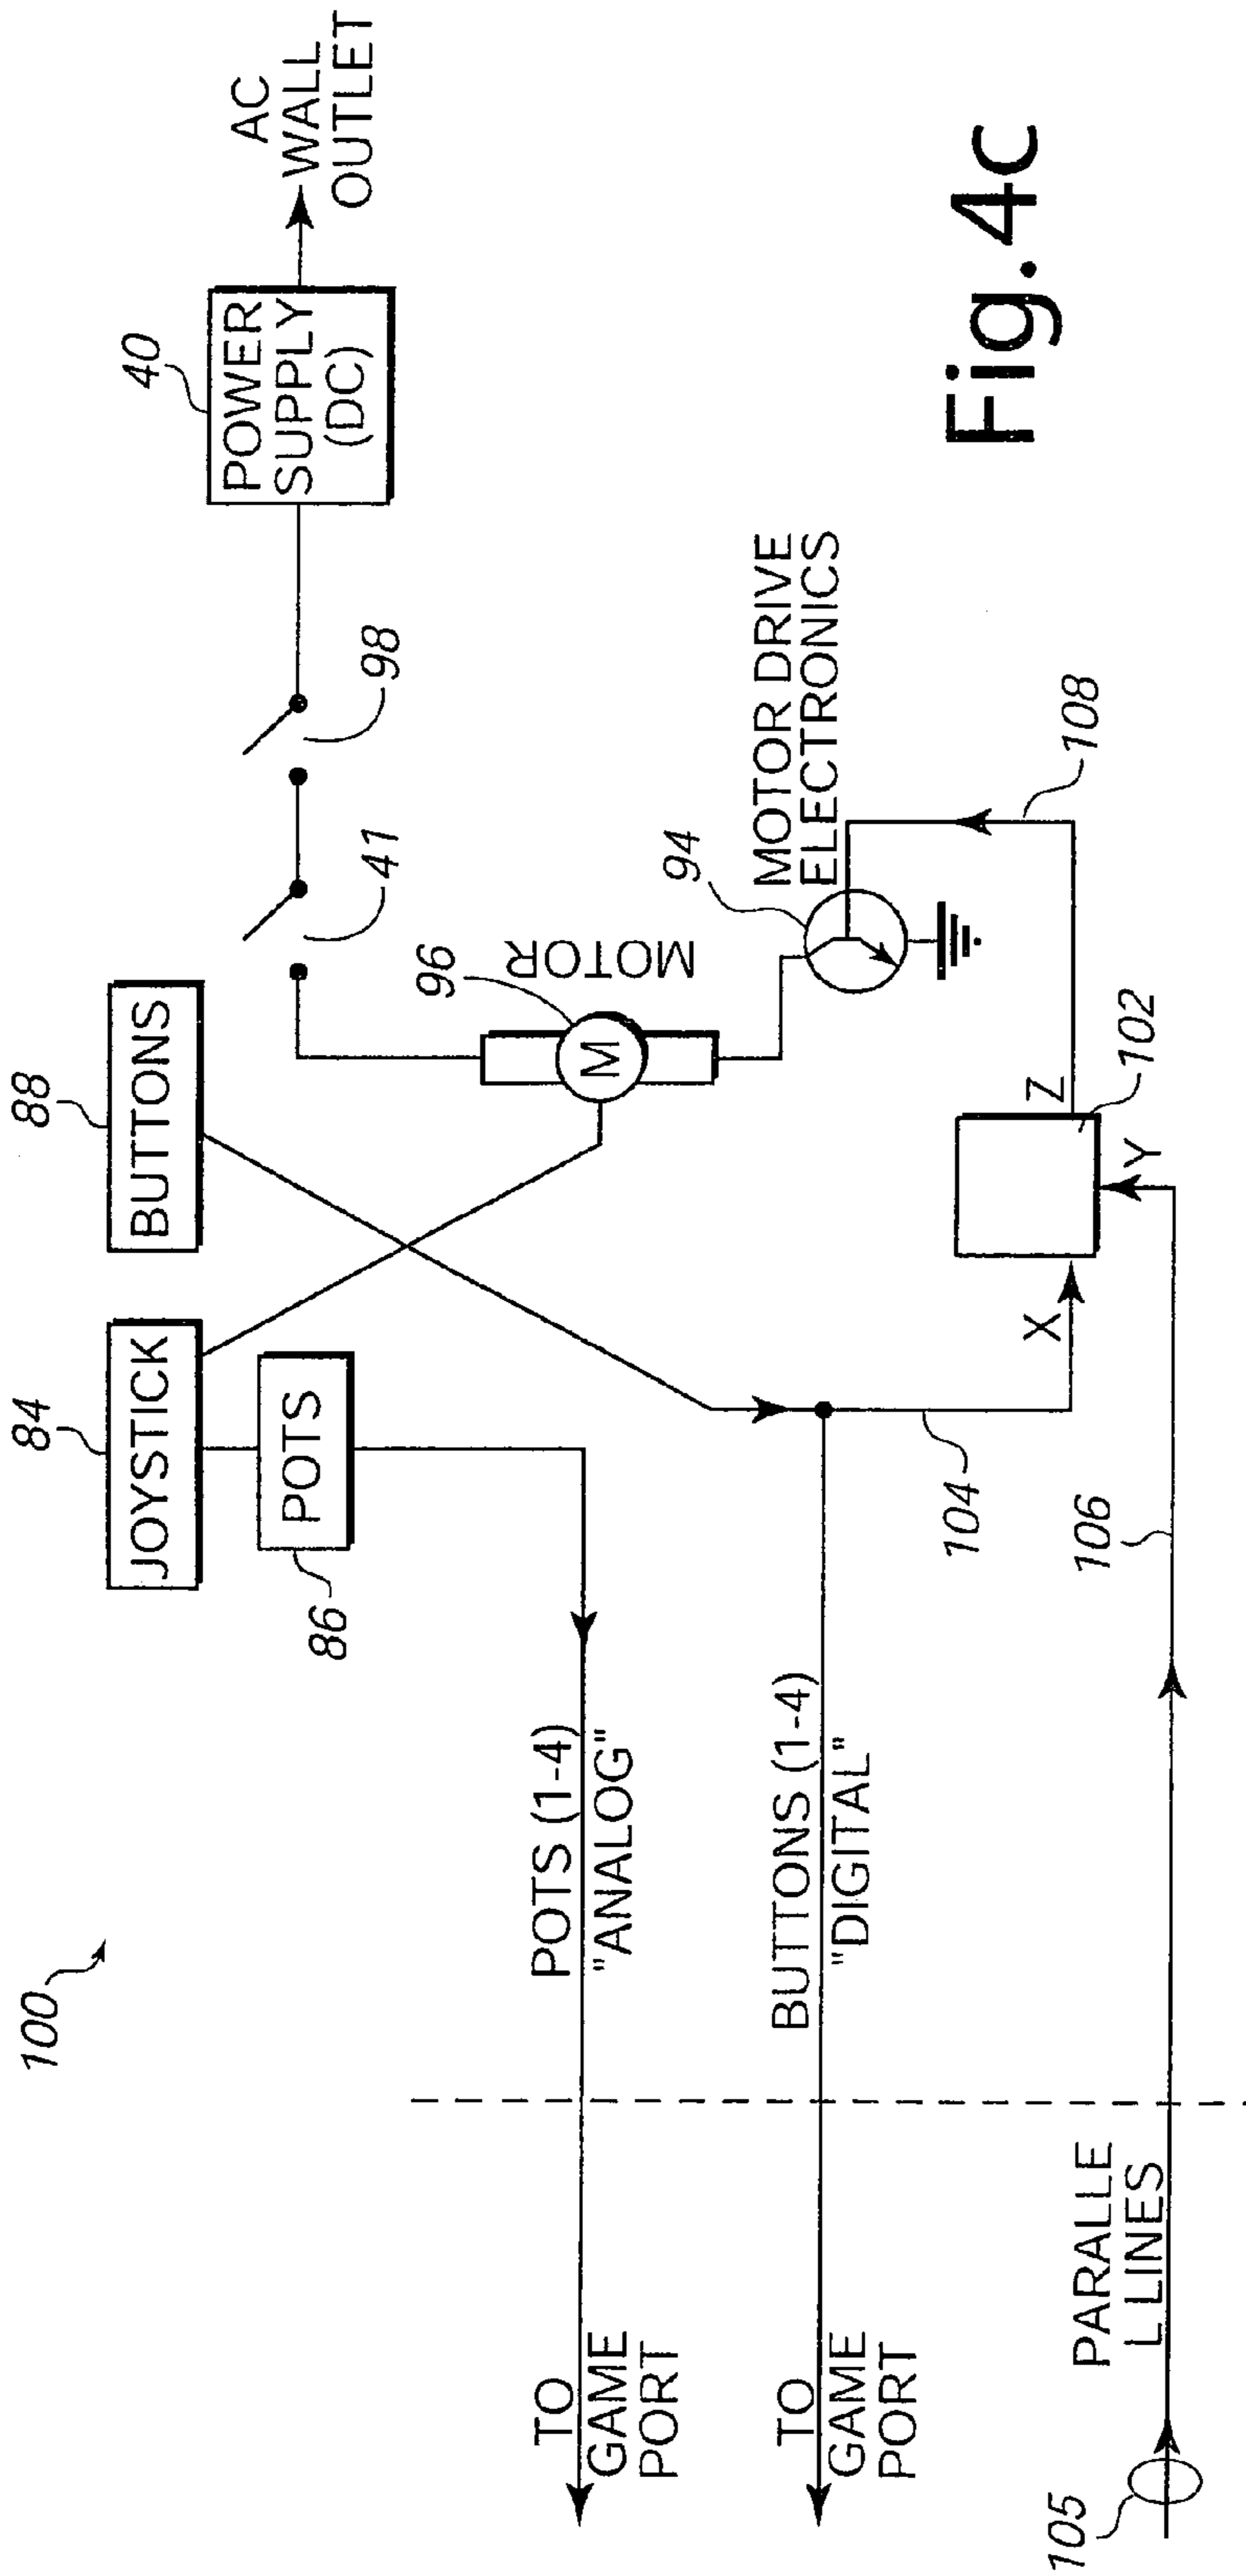 100
84
JOYSTICK
88
BUTTONS
86
POTS
40
POWER
SUPPLY
(DC)
AC
WALL
OUTLET
41
98
96
M
MOTOR
94
MOTOR DRIVE
ELECTRONICS
TO
GAME
PORT
POTS (1-4)
"ANALOG"
TO
GAME
PORT
BUTTONS (1-4)
"DIGITAL"
104
X
Y
Z
102
108
105
PARALLE
L LINES
106
Fig.4c